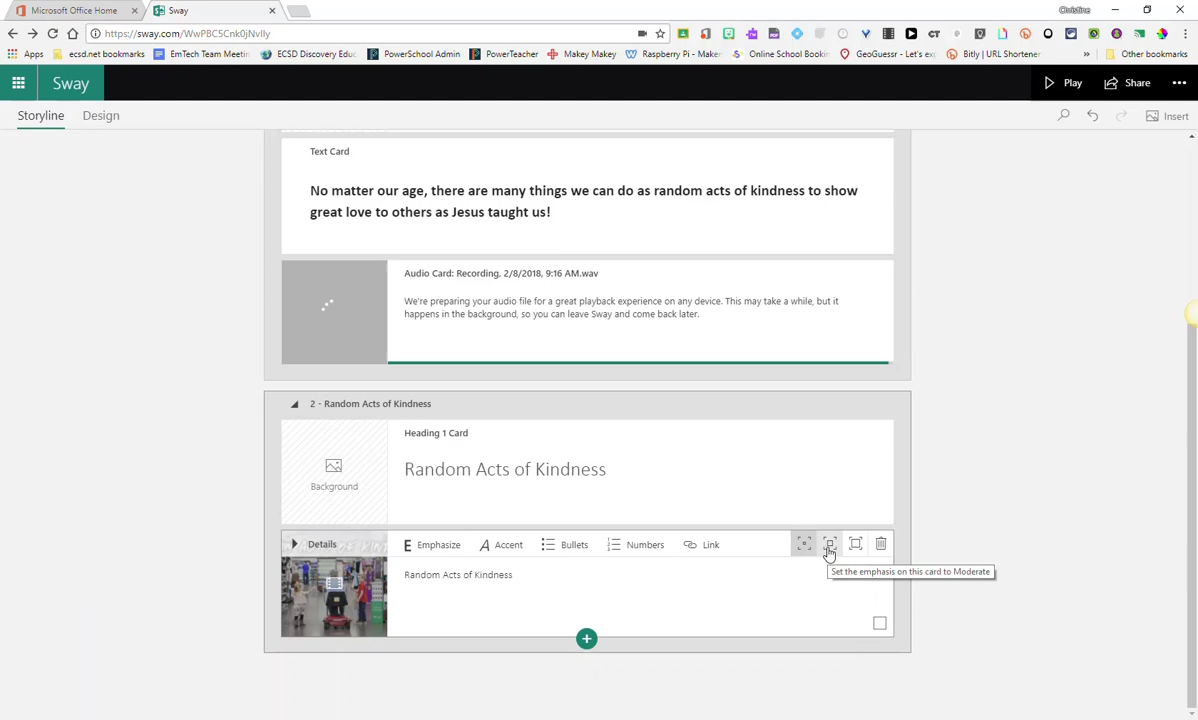 Microsoft Office Home
Sway
Christine
https://sway.com/WwPBC5Cnk0jNvIly
Apps
ecsd.net bookmarks
EmTech Team Meetin
ECSD Discovery Educ
PowerSchool Admin
PowerTeacher
Makey Makey
Raspberry Pi - Maker
Online School Bookin
GeoGuessr - Let's exp
Bitly | URL Shortener
»
Other bookmarks
Sway
Play
Share
Storyline
Design
Insert
Text Card
No matter our age, there are many things we can do as random acts of kindness to show
great love to others as Jesus taught us!
Audio Card: Recording, 2/8/2018, 9:16 AM.wav
We're preparing your audio file for a great playback experience on any device. This may take a while, but it
happens in the background, so you can leave Sway and come back later.
2 - Random Acts of Kindness
Heading 1 Card
Background
Random Acts of Kindness
Details
E Emphasize
A Accent
Bullets
Numbers
Link
Set the emphasis on this card to Moderate
Random Acts of Kindness